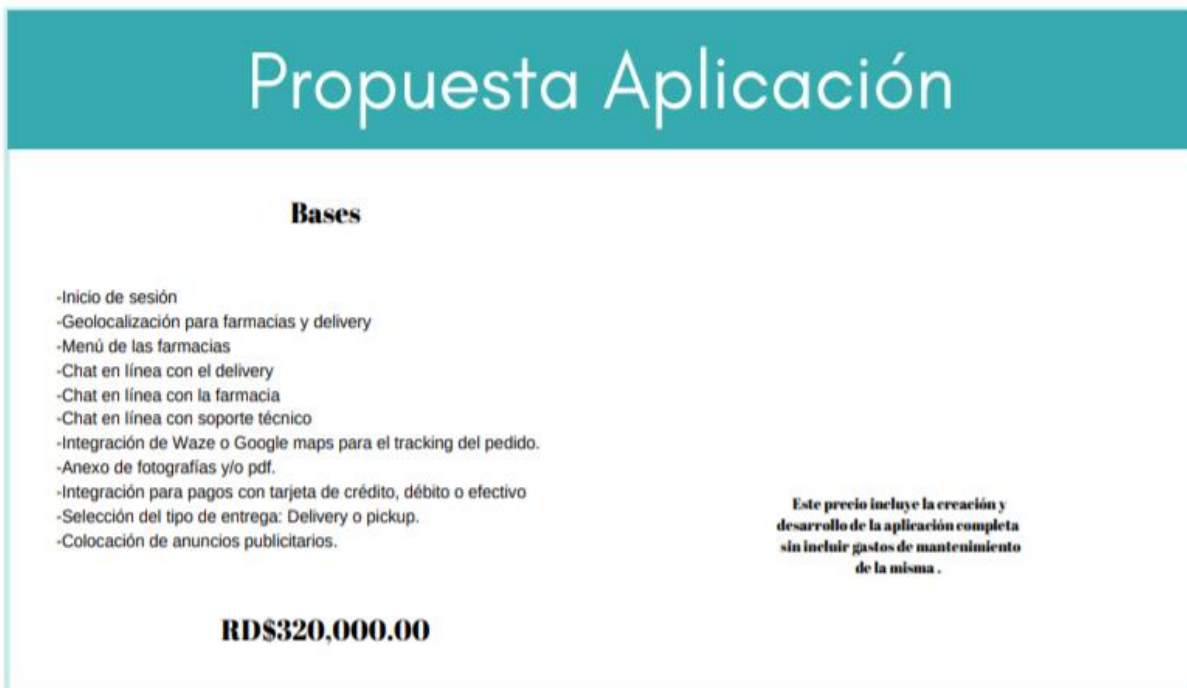 Propuesta Aplicación
Bases
-Inicio de sesión
-Geolocalización para farmacias y delivery
-Menú de las farmacias
-Chat en línea con el delivery
-Chat en línea con la farmacia
-Chat en línea con soporte técnico
-Integración de Waze o Google maps para el tracking del pedido.
-Anexo de fotografías y/o pdf.
-Integración para pagos con tarjeta de crédito, débito o efectivo
-Selección del tipo de entrega: Delivery o pickup.
-Colocación de anuncios publicitarios.
RD$320,000.00
Este precio incluye la creación y
desarrollo de la aplicación completa
sin incluir gastos de mantenimiento
de la misma .